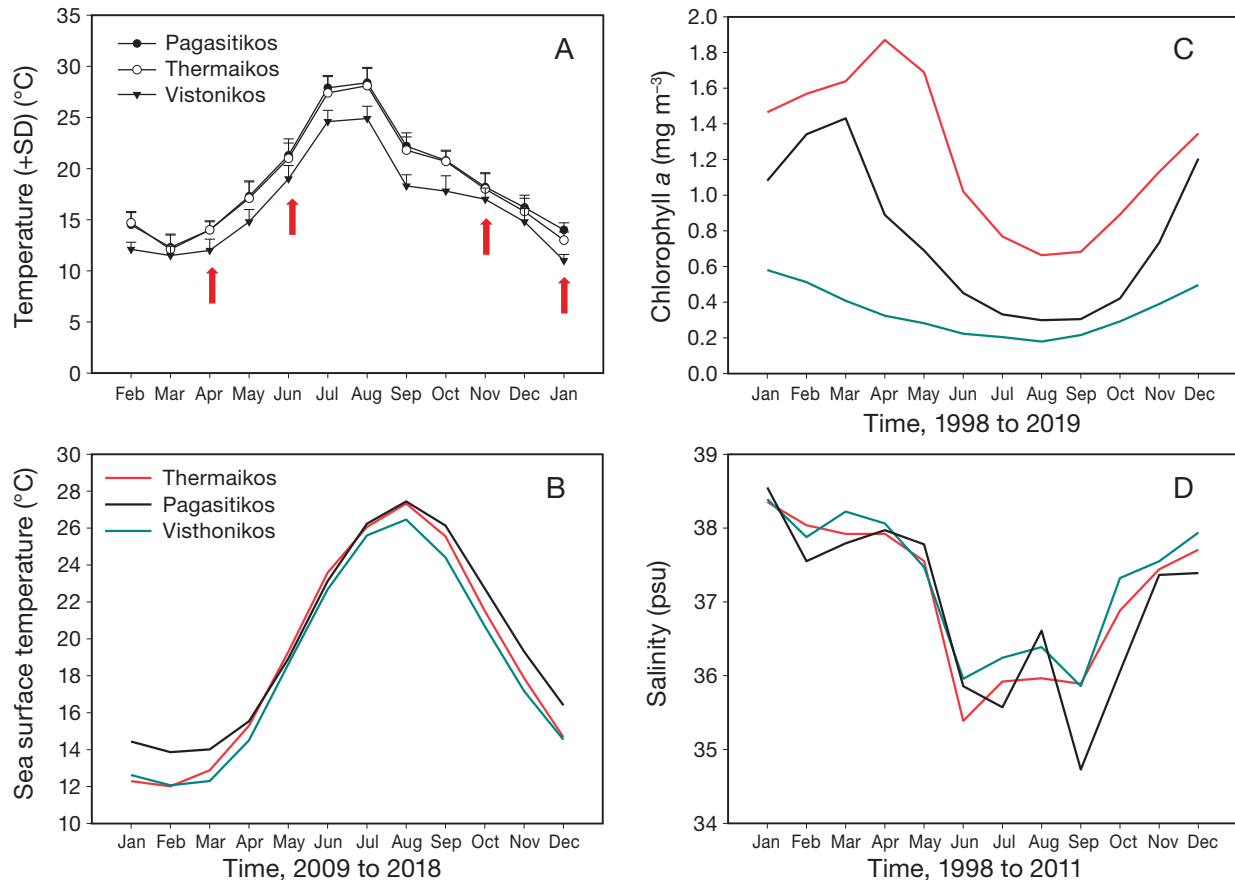 A
Temperature (+SD) (°C)
35
30
25
20
15
10
5
0
Pagasitikos
Thermaikos
Vistonikos
Feb Mar Apr May Jun Jul Aug Sep Oct Nov Dec Jan
B
Sea surface temperature (°C)
30
28
26
24
22
20
18
16
14
12
10
Thermaikos
Pagasitikos
Visthonikos
Jan Feb Mar Apr May Jun Jul Aug Sep Oct Nov Dec
Time, 2009 to 2018
C
Chlorophyll a (mg m⁻³)
2.0
1.8
1.6
1.4
1.2
1.0
0.8
0.6
0.4
0.2
0.0
Jan Feb Mar Apr May Jun Jul Aug Sep Oct Nov Dec
Time, 1998 to 2019
D
Salinity (psu)
39
38
37
36
35
34
Jan Feb Mar Apr May Jun Jul Aug Sep Oct Nov Dec
Time, 1998 to 2011